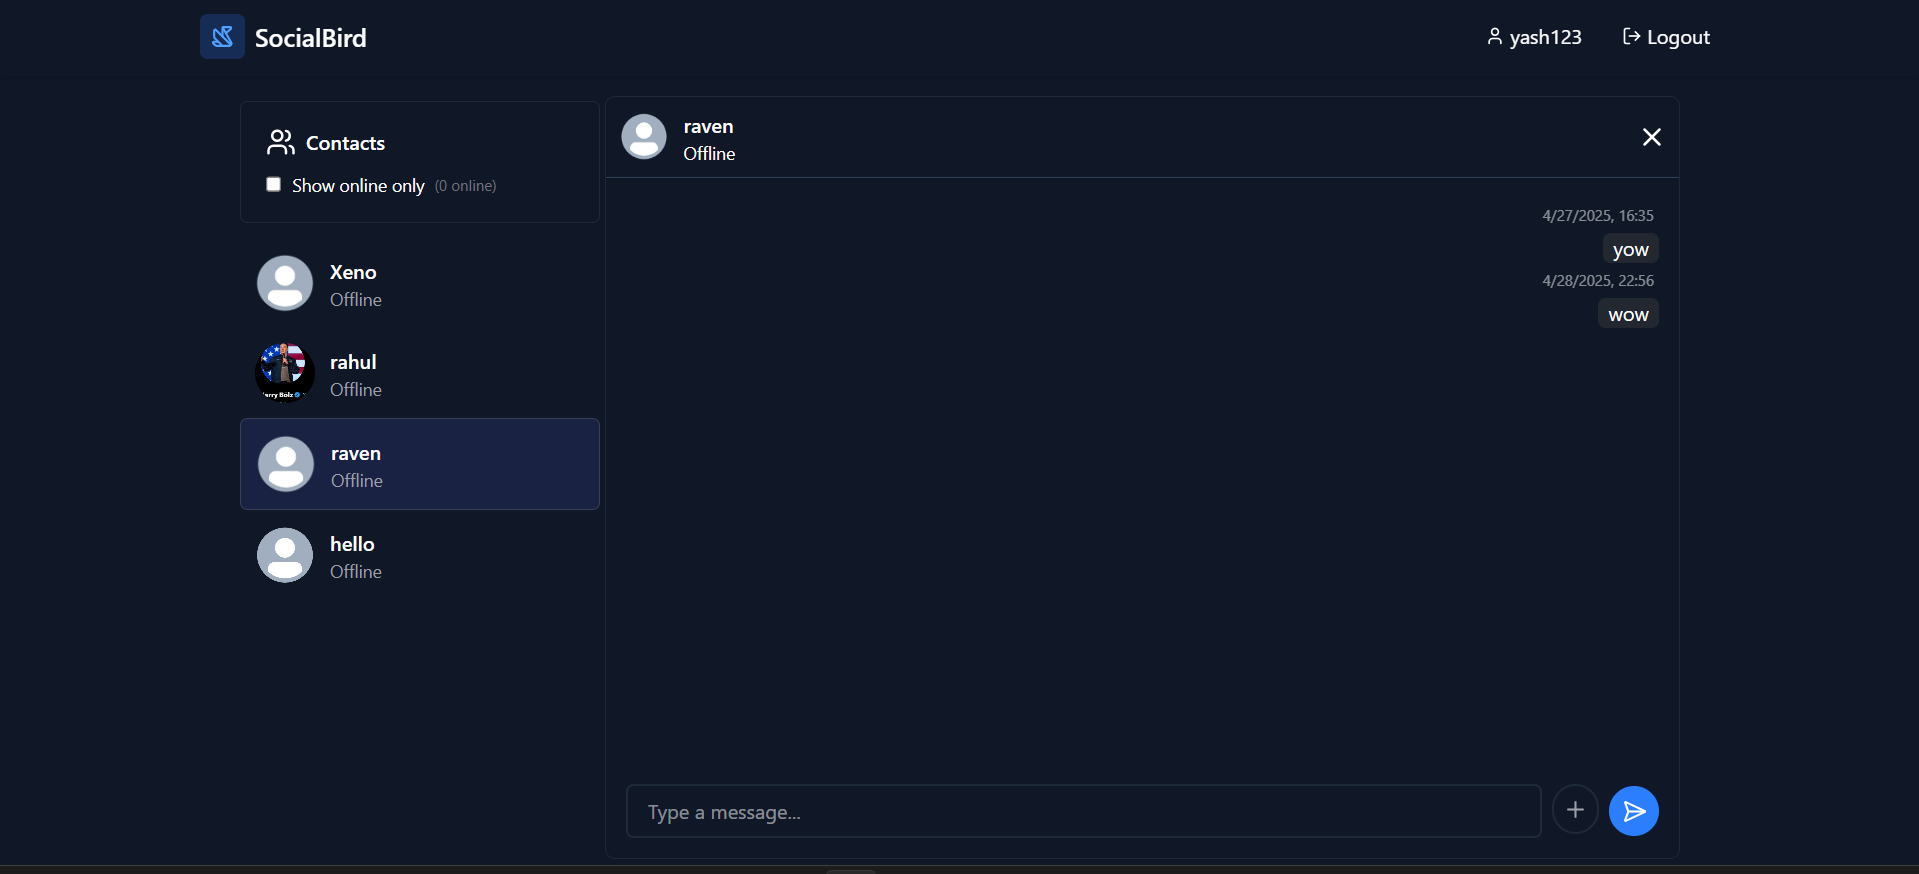 SocialBird
yash123
Logout
Contacts
Show online only (0 online)
Xeno
Offline
rahul
Offline
raven
Offline
hello
Offline
raven
Offline
4/27/2025, 16:35
yow
4/28/2025, 22:56
wow
Type a message...